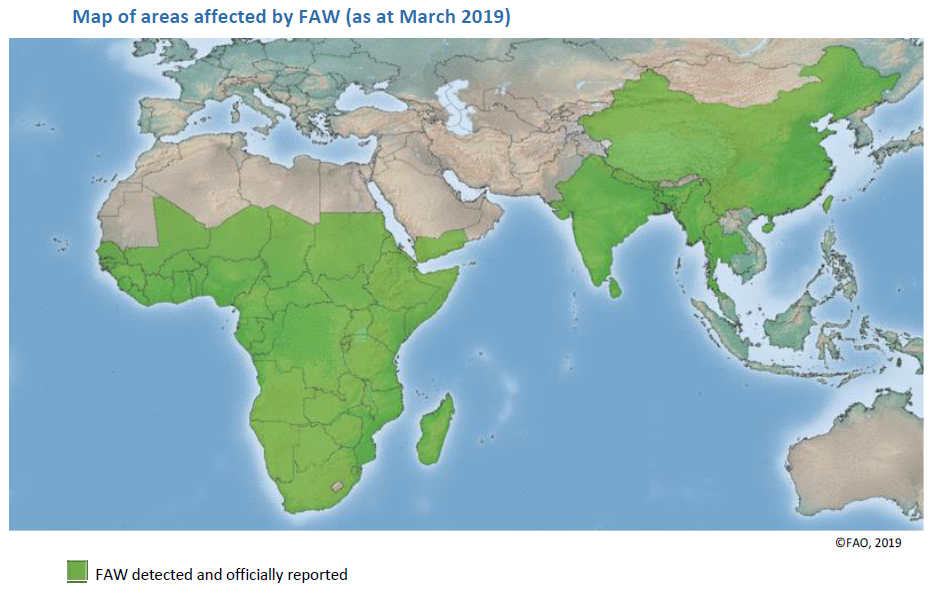 Map of areas affected by FAW (as at March 2019)
©FAO, 2019
FAW detected and officially reported